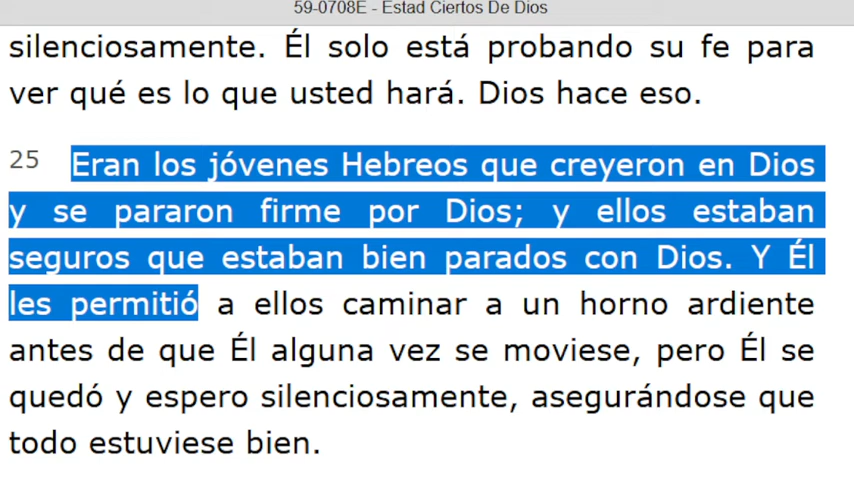 59-0708E - Estad Ciertos De Dios
silenciosamente. Él solo está probando su fe para
ver qué es lo que usted hará. Dios hace eso.
25 Eran los jóvenes Hebreos que creyeron en Dios
y se pararon firme por Dios; y ellos estaban
seguros que estaban bien parados con Dios. Y Él
les permitió a ellos caminar a un horno ardiente
antes de que Él alguna vez se moviese, pero Él se
quedó y espero silenciosamente, asegurándose que
todo estuviese bien.